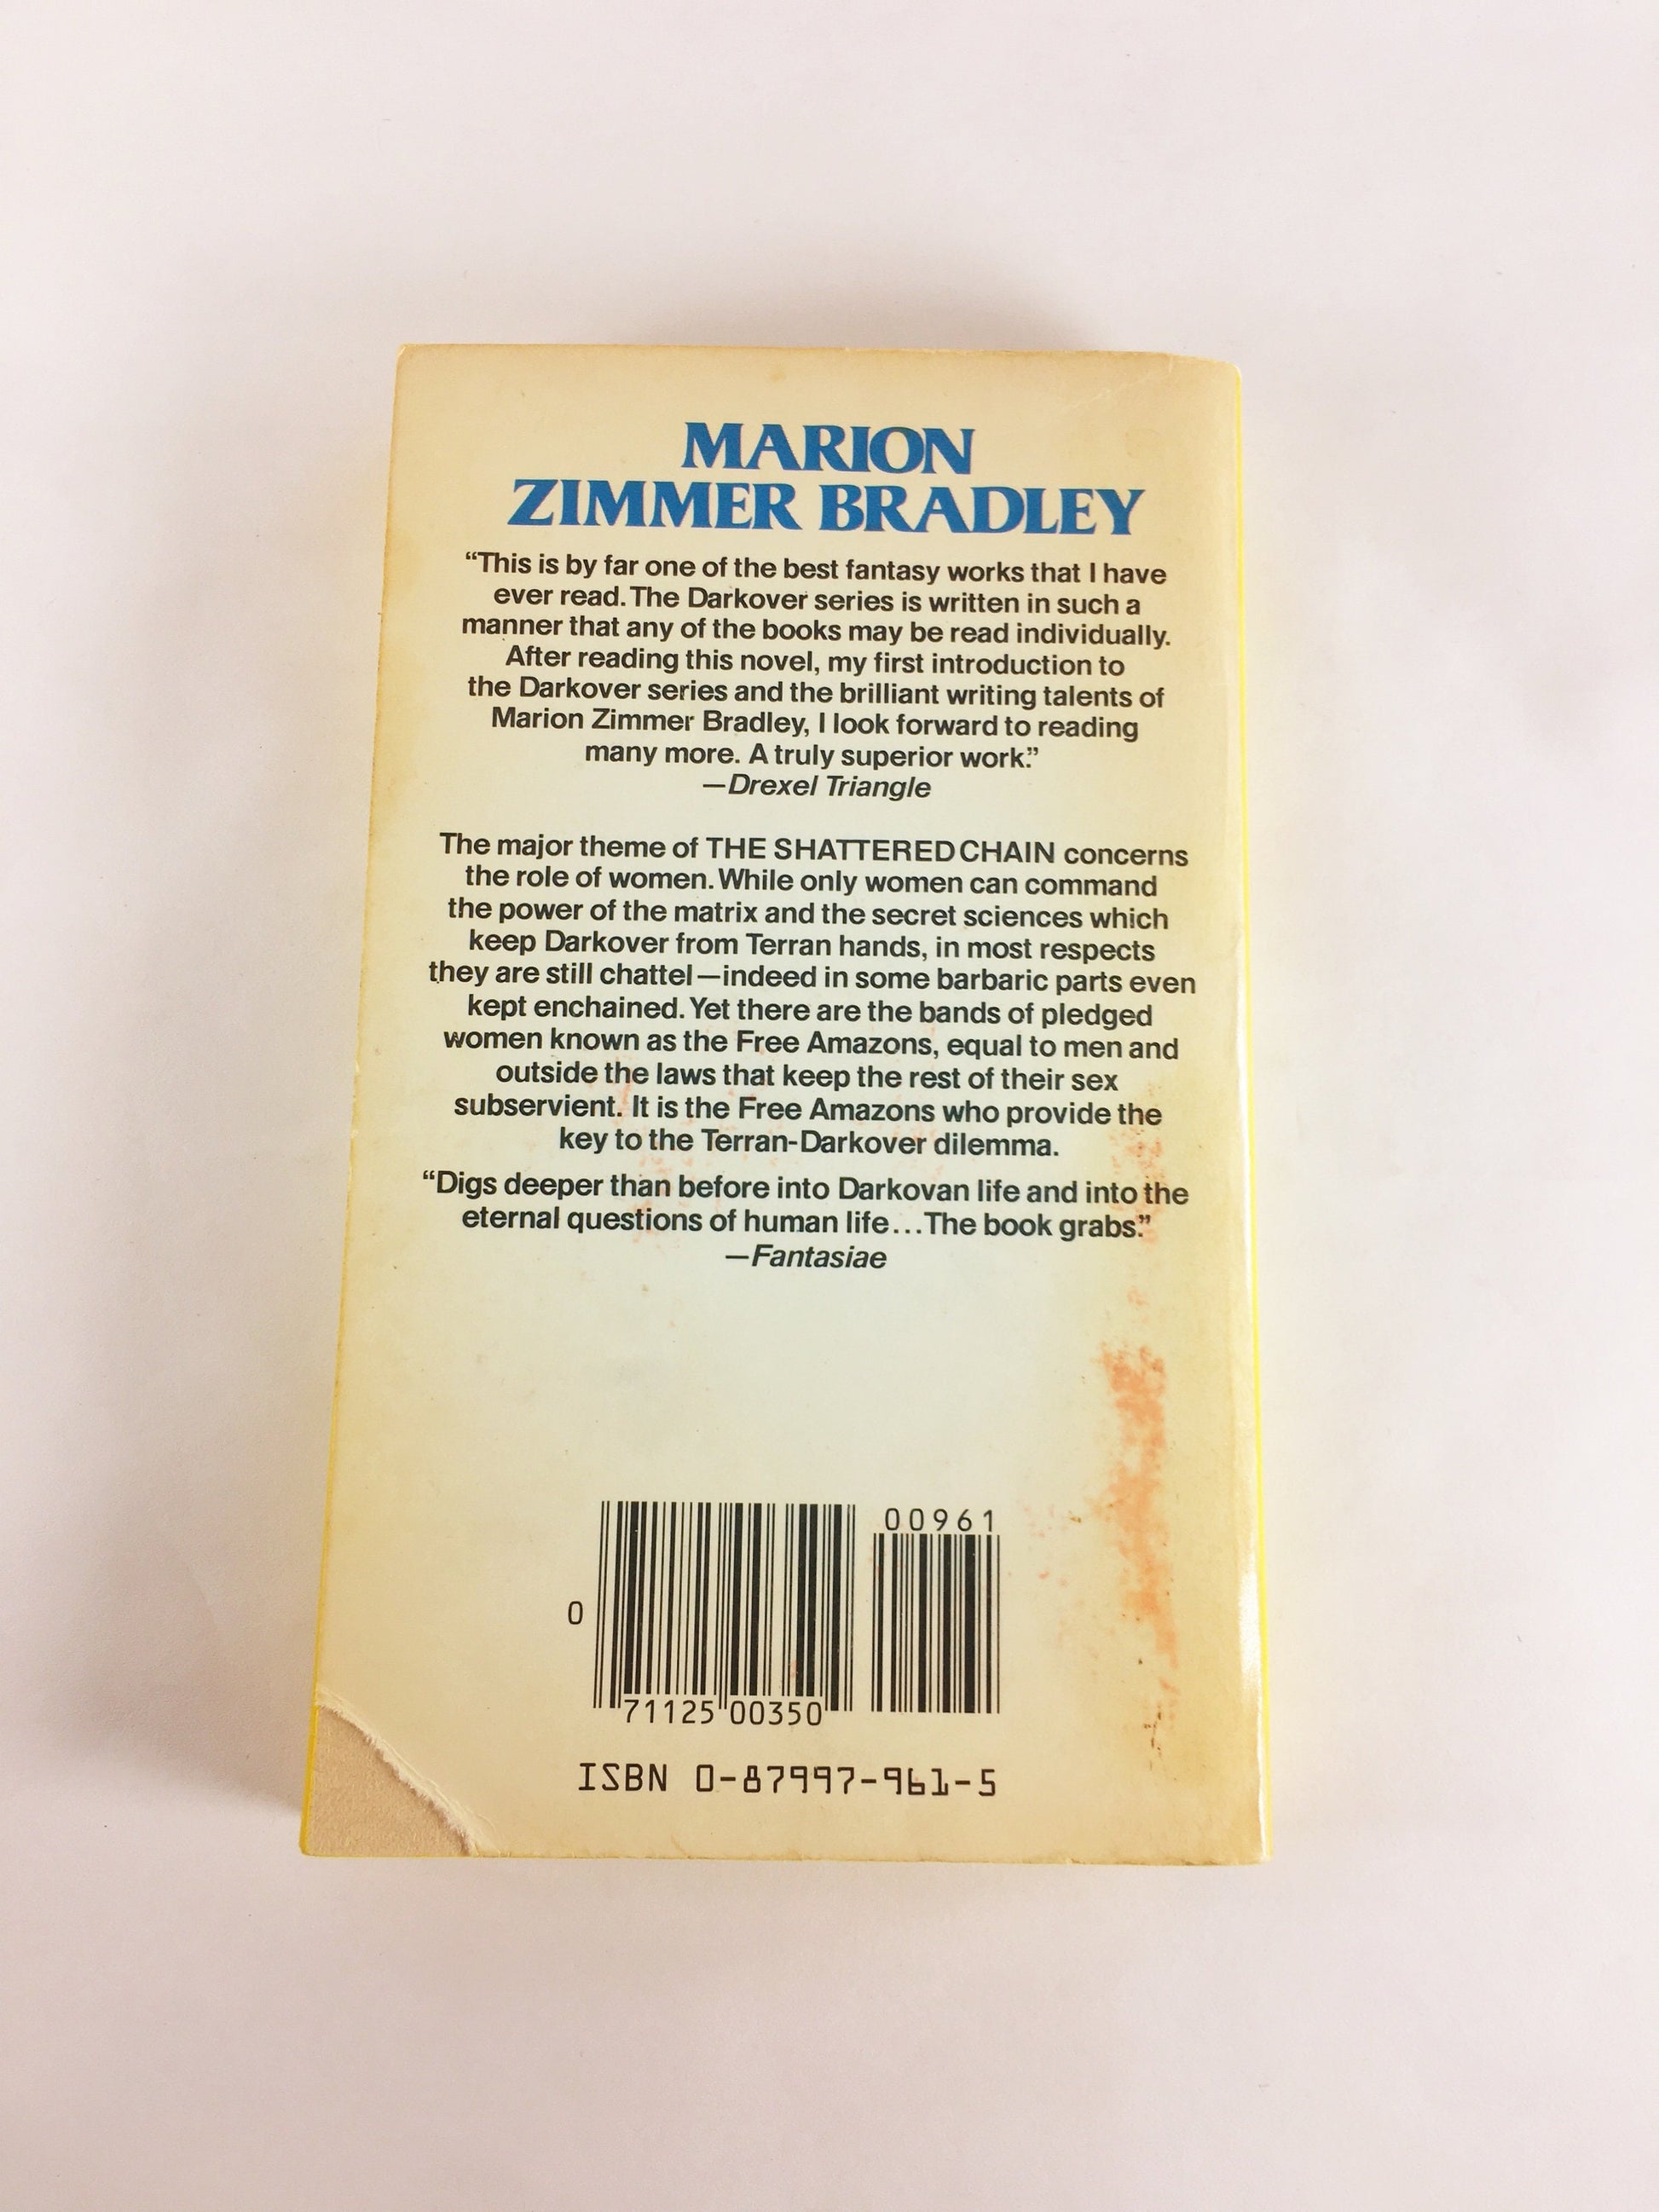 MARION
ZIMMER BRADLEY
“This is by far one of the best fantasy works that I have
ever read. The Darkover series is written in such a
manner that any of the books may be read individually.
After reading this novel, my first introduction to
the Darkover series and the brilliant writing talents of
Marion Zimmer Bradley, I look forward to reading
many more. A truly superior work.”
—Drexel Triangle
The major theme of THE SHATTERED CHAIN concerns
the role of women. While only women can command
the power of the matrix and the secret sciences which
keep Darkover from Terran hands, in most respects
they are still chattel—indeed in some barbaric parts even
kept enchained. Yet there are the bands of pledged
women known as the Free Amazons, equal to men and
outside the laws that keep the rest of their sex
subservient. It is the Free Amazons who provide the
key to the Terran-Darkover dilemma.
“Digs deeper than before into Darkovan life and into the
eternal questions of human life...The book grabs.”
—Fantasiae
00961
0
71125 00350
ISBN 0-87997-961-5